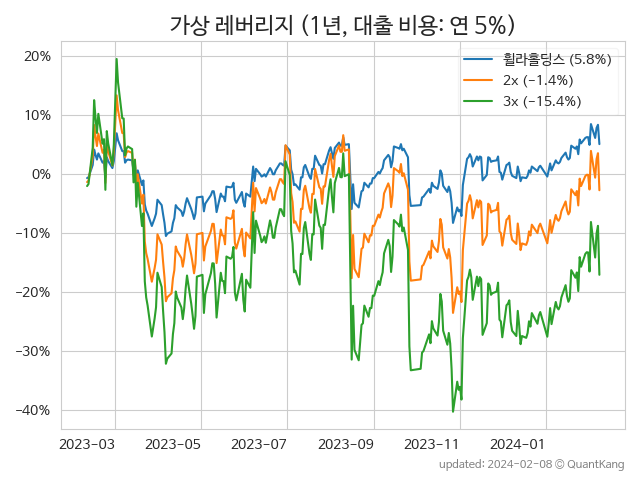 가상 레버리지 (1년, 대출 비용: 연 5%)
휠라홀딩스 (5.8%)
2x (−1.4%)
3x (−15.4%)
20%
10%
0%
−10%
−20%
−30%
−40%
2023-03 2023-05 2023-07 2023-09 2023-11 2024-01
updated: 2024-02-08 © QuantKang